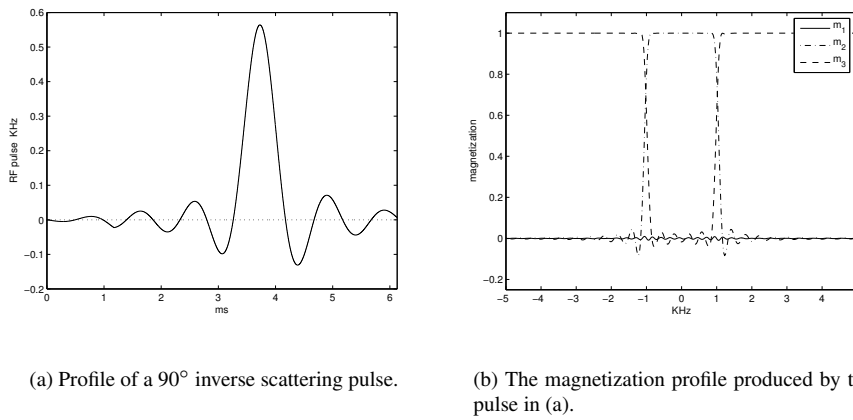 0.6
0.5
0.4
0.3
0.2
0.1
0
−0.1
−0.2
0 1 2 3 4 5 6
RF pulse KHz
ms
1
0.8
0.6
0.4
0.2
0
−0.2
−5 −4 −3 −2 −1 0 1 2 3 4
magnetization
KHz
m1
m2
m3
(a) Profile of a 90° inverse scattering pulse.
(b) The magnetization profile produced by t
pulse in (a).